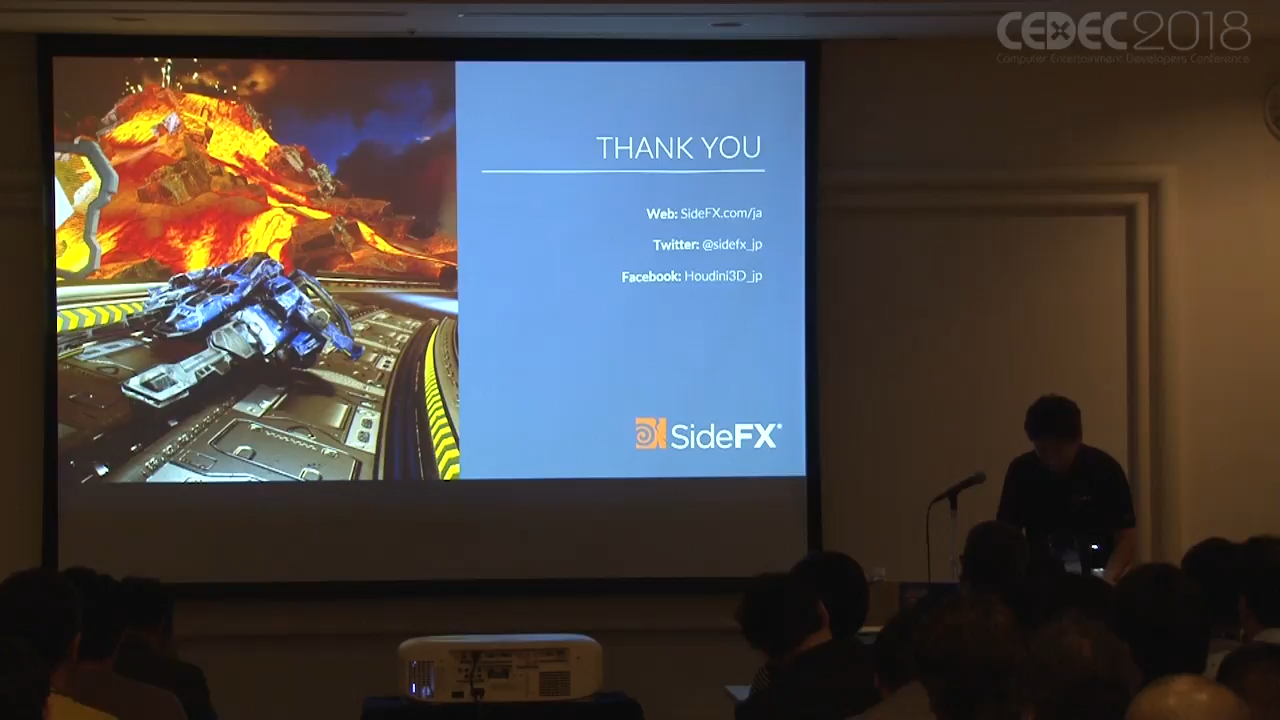 CEDEC2018
Computer Entertainment Developers Conference
THANK YOU
Web: SideFX.com/ja
Twitter: @sidefx_jp
Facebook: Houdini3D_jp
SideFX®